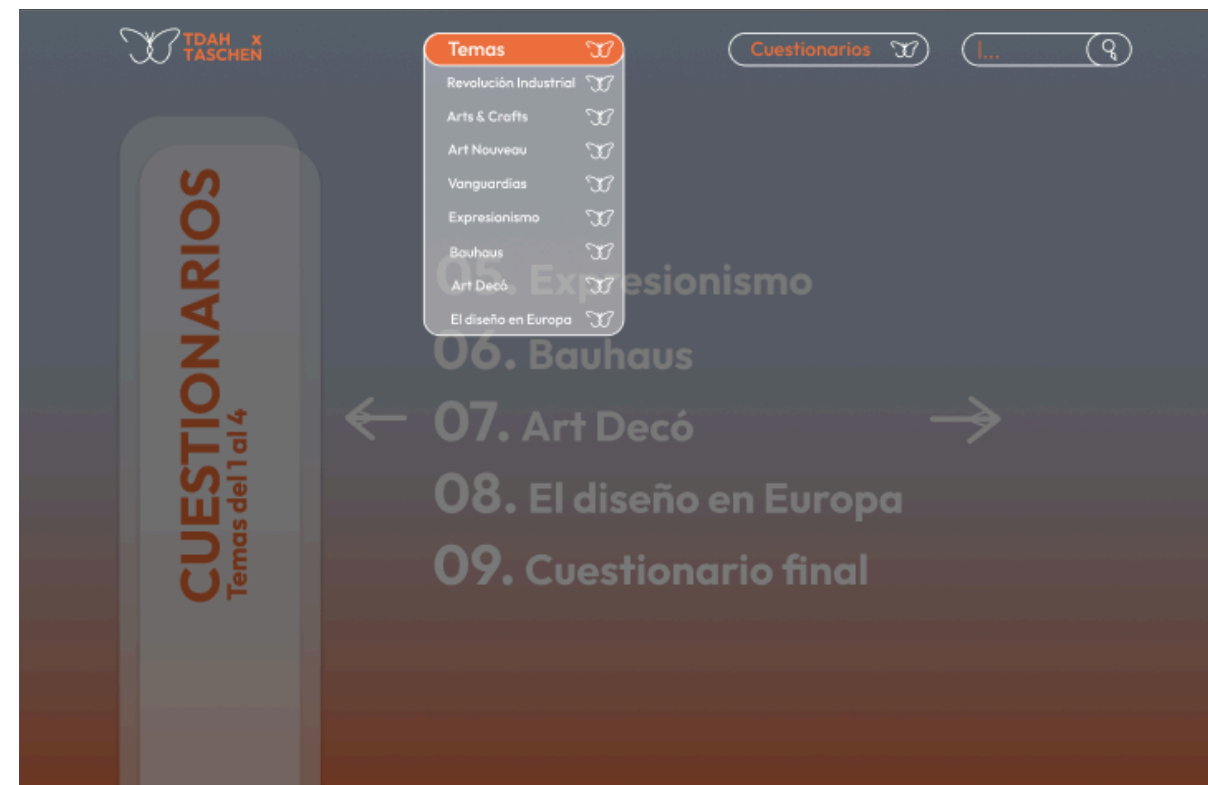 TDAH x
TASCHEN
Temas
Cuestionarios
|...
Revolución Industrial
Arts & Crafts
Art Nouveau
Vanguardias
Expresionismo
Bauhaus
Art Decó
El diseño en Europa
CUESTIONARIOS
Temas del 1 al 4
05. Expresionismo
06. Bauhaus
07. Art Decó
08. El diseño en Europa
09. Cuestionario final